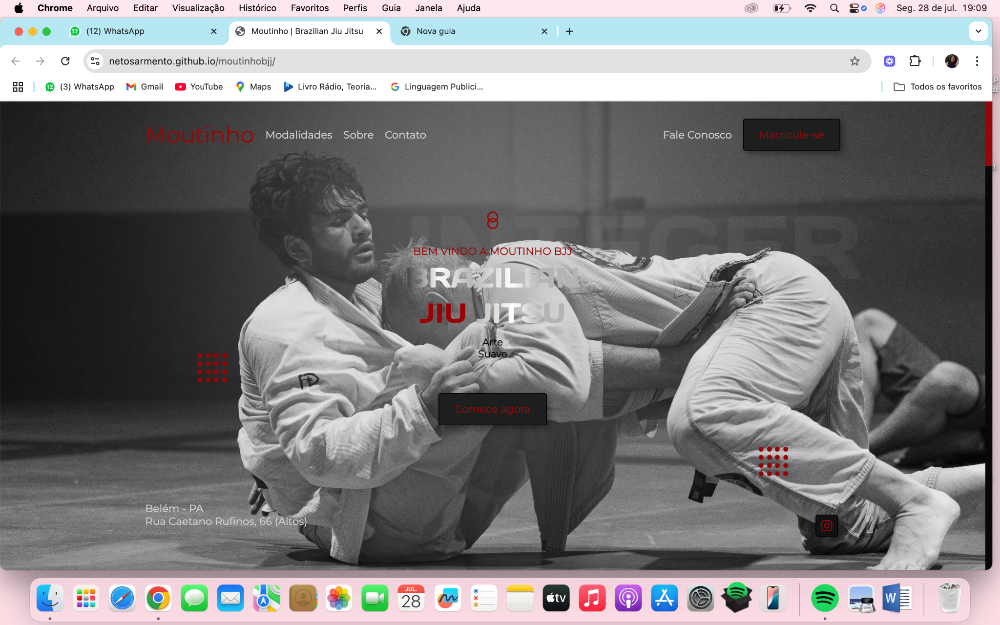 Chrome Arquivo Editar Visualização Histórico Favoritos Perfis Guia Janela Ajuda Seg. 28 de jul. 19:09
12 (12) WhatsApp Moutinho | Brazilian Jiu Jitsu Nova guia
netosarmento.github.io/moutinhobjj/
12 (3) WhatsApp Gmail YouTube Maps Livro Rádio, Teoria... Linguagem Publici... Todos os favoritos
Moutinho Modalidades Sobre Contato Fale Conosco Matricule-se
INTEGER
BEM VINDO A MOUTINHO BJJ
BRAZILIAN
JIU JITSU
Arte
Suave
Comece agora
Belém - PA
Rua Caetano Rufinos, 66 (Altos)
JUL.
28
tv
W